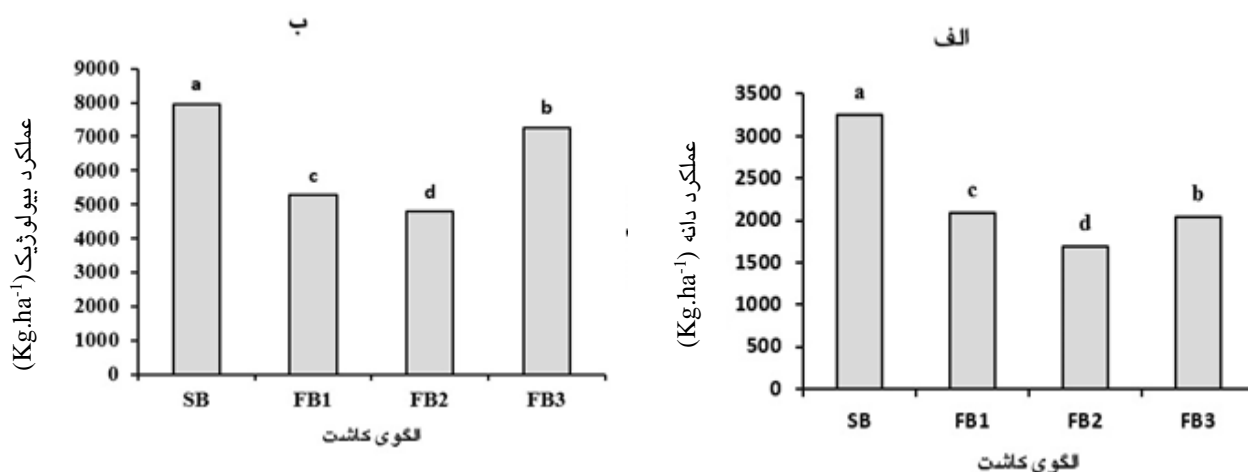 الف
عملکرد دانه (Kg.ha⁻¹)
3500
3000
2500
2000
1500
1000
500
0
a
c
d
b
SB
FB1
FB2
FB3
الگوی کاشت
ب
عملکرد بیولوژیک(Kg.ha⁻¹)
9000
8000
7000
6000
5000
4000
3000
2000
1000
0
a
c
d
b
SB
FB1
FB2
FB3
الگوی کاشت